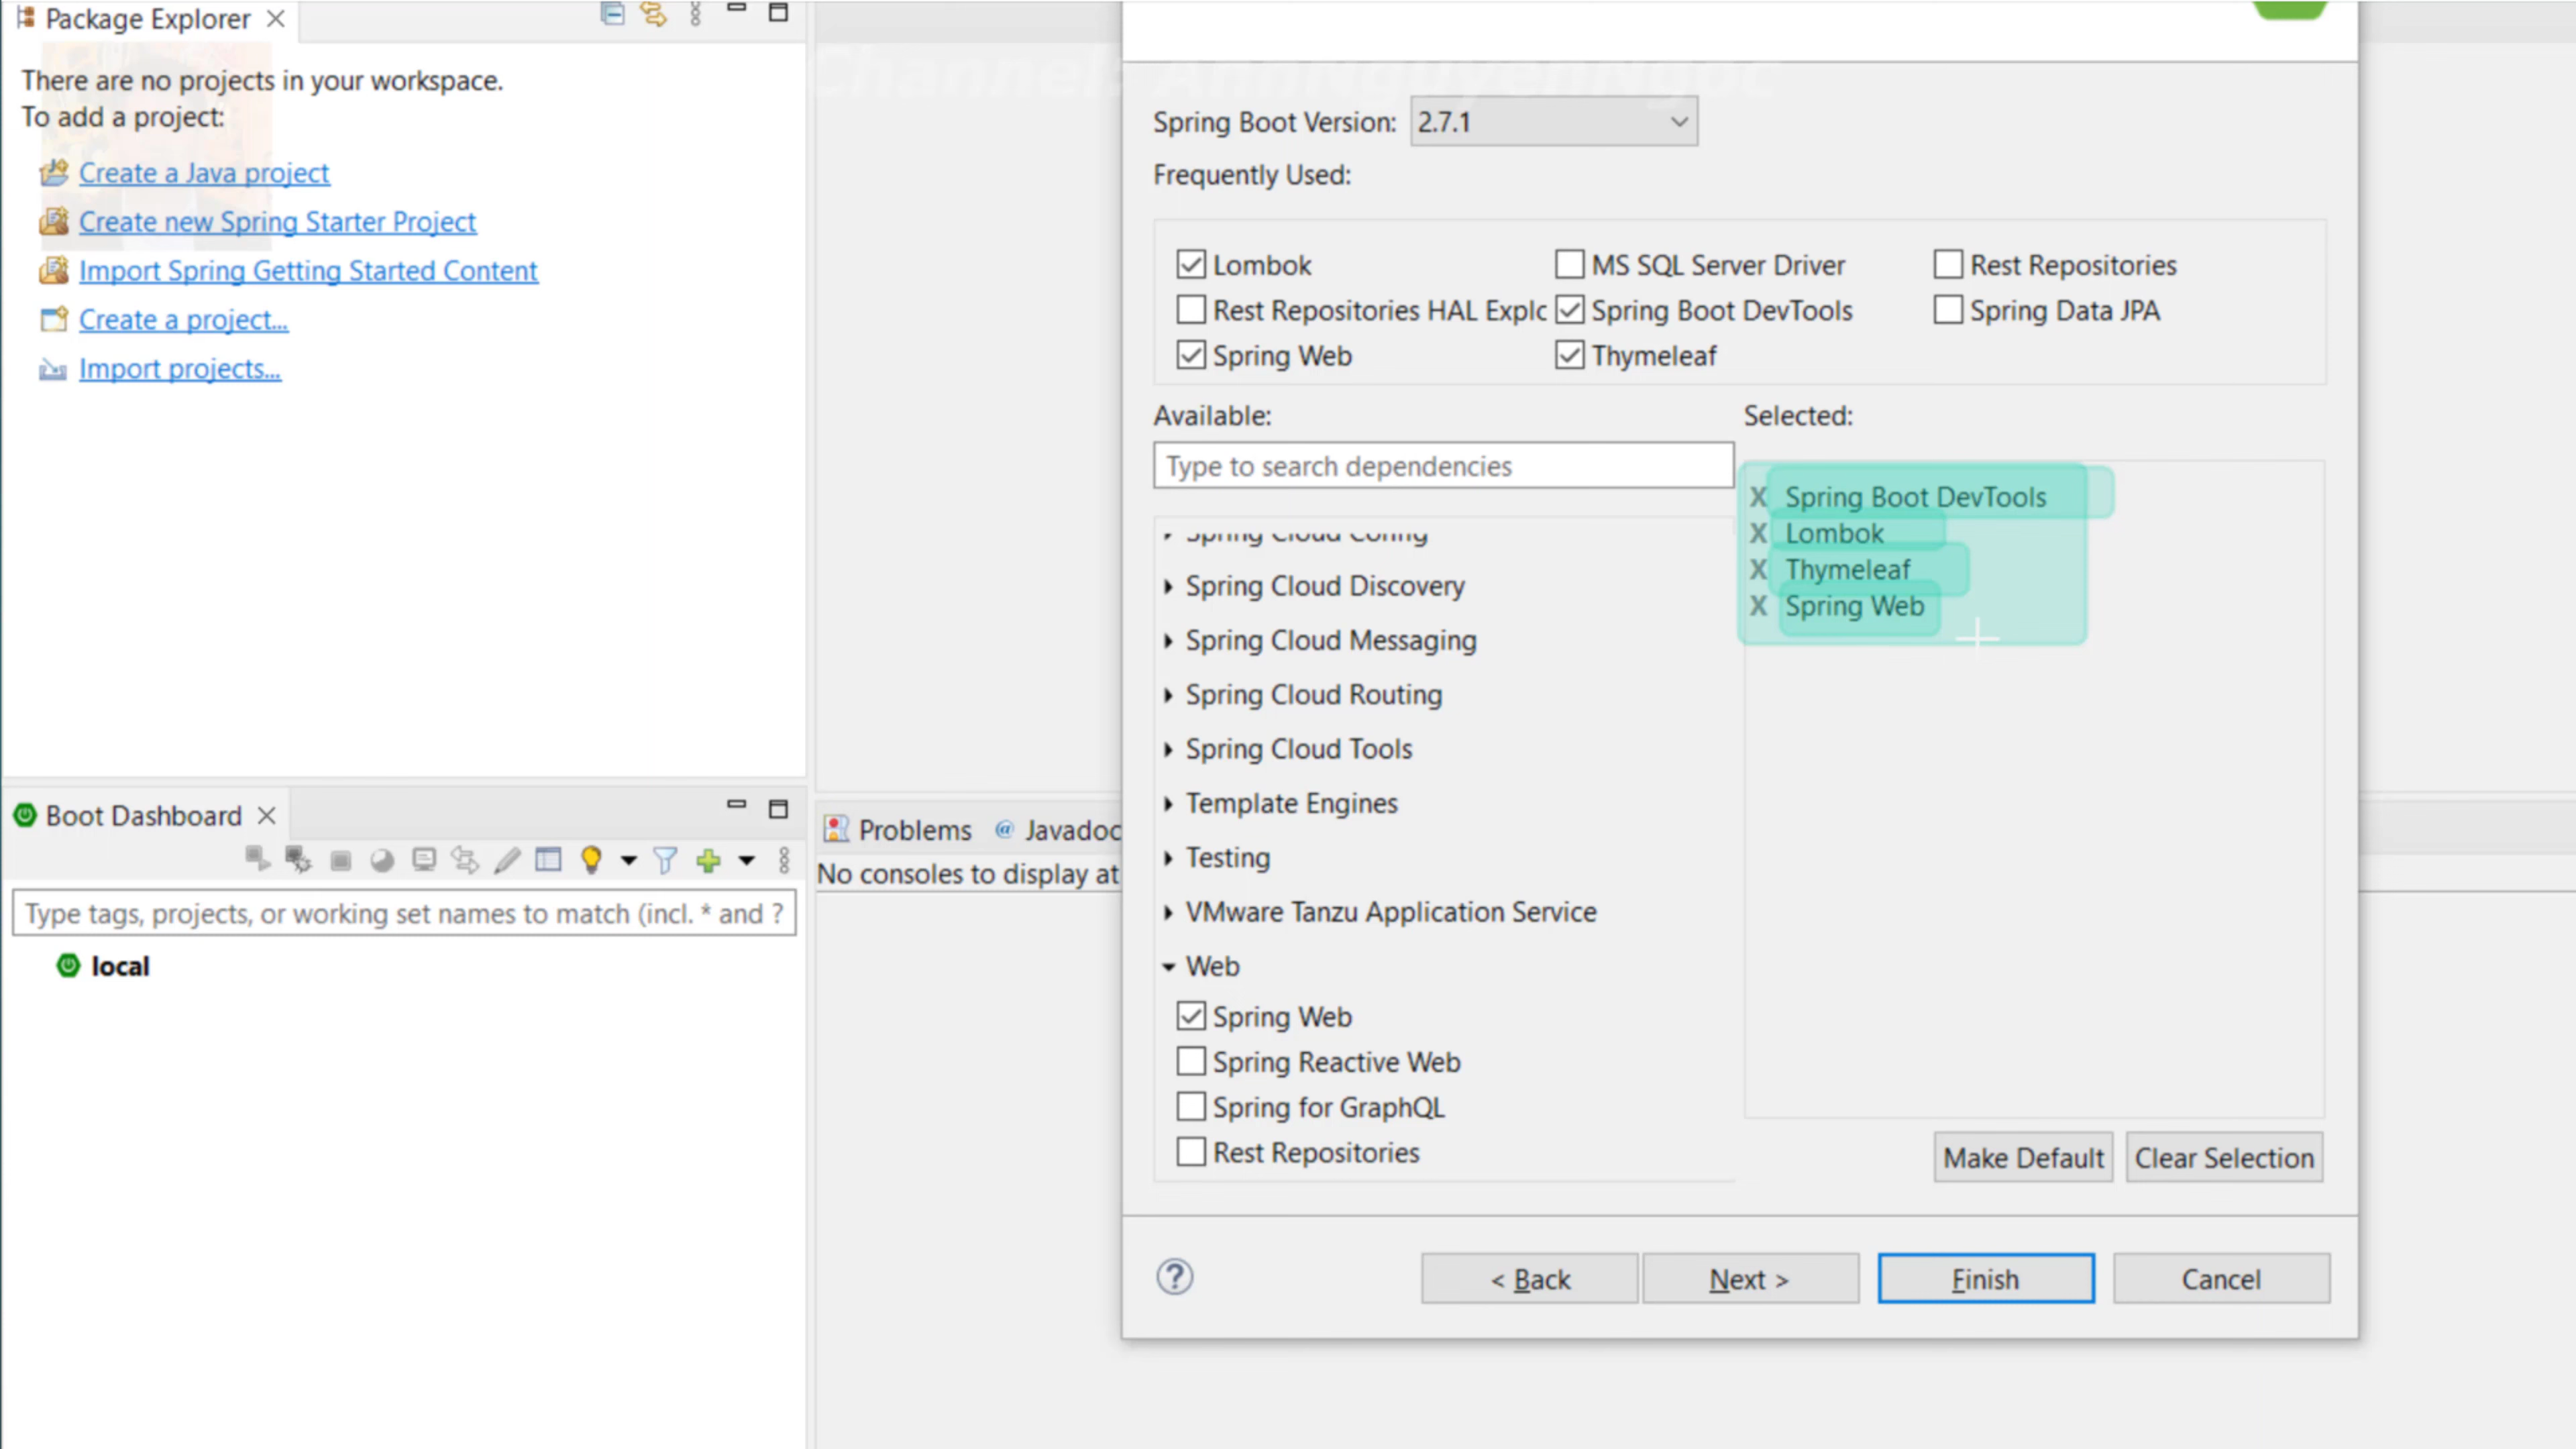 Package Explorer
There are no projects in your workspace.
To add a project:
Create a Java project
Create new Spring Starter Project
Import Spring Getting Started Content
Create a project...
Import projects...
Boot Dashboard
Type tags, projects, or working set names to match (incl. * and ?
local
Problems
@ Javadoc
No consoles to display at
Channel: AnnNguyenNgoc
Spring Boot Version: 2.7.1
Frequently Used:
Lombok MS SQL Server Driver Rest Repositories
Rest Repositories HAL Explc Spring Boot DevTools Spring Data JPA
Spring Web Thymeleaf
Available: Selected:
Type to search dependencies
X Spring Boot DevTools
X Lombok
X Thymeleaf
X Spring Web
Spring Cloud Config
Spring Cloud Discovery
Spring Cloud Messaging
Spring Cloud Routing
Spring Cloud Tools
Template Engines
Testing
VMware Tanzu Application Service
Web
Spring Web
Spring Reactive Web
Spring for GraphQL
Rest Repositories
Make Default Clear Selection
? < Back Next > Finish Cancel